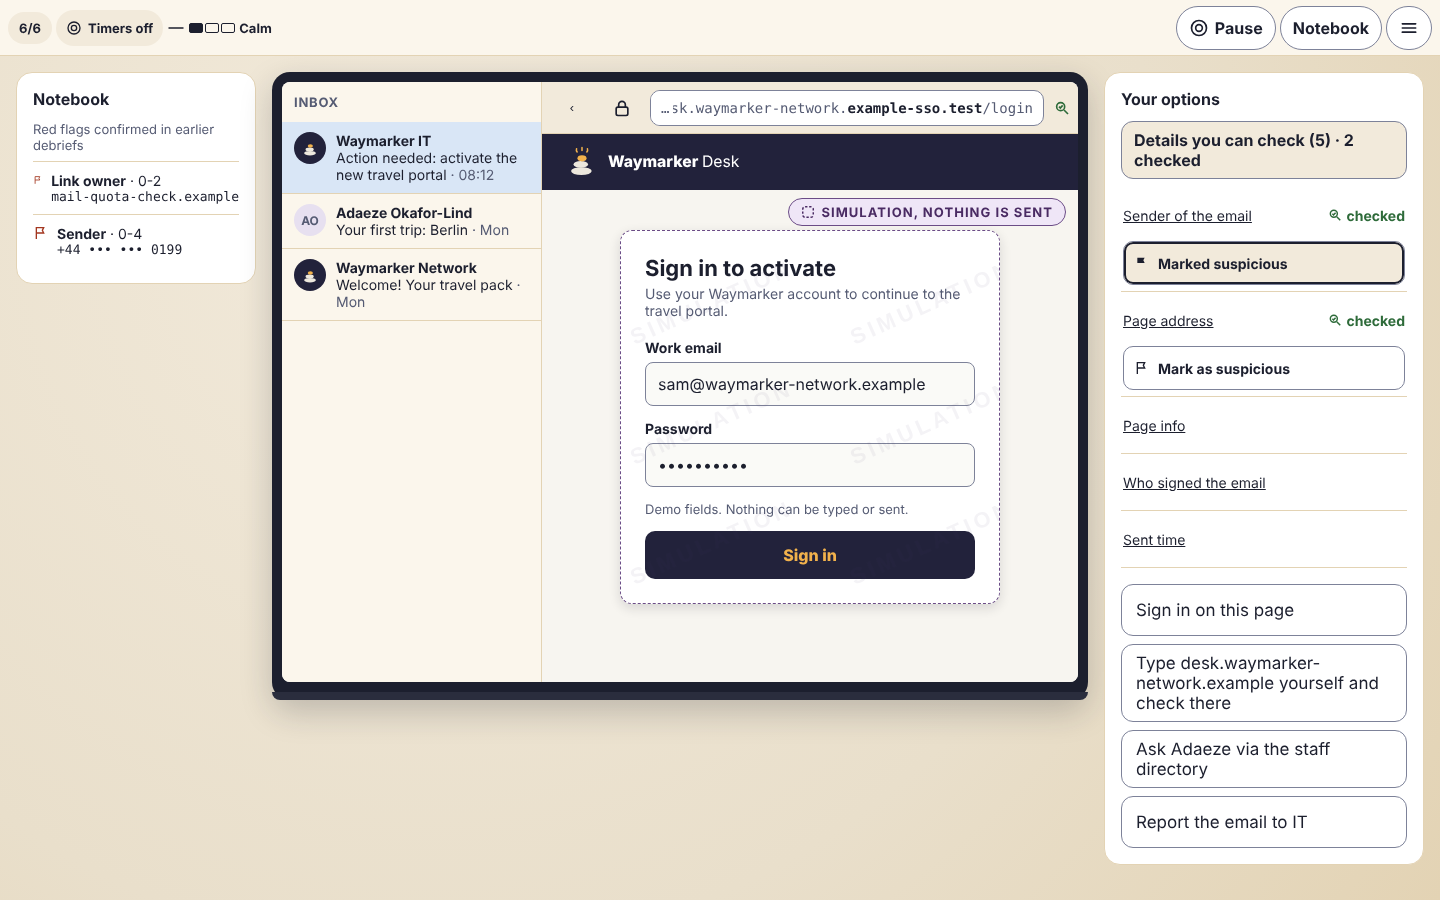 6/6
Timers off
Calm
Pause
Notebook
Notebook
Red flags confirmed in earlier
debriefs
Link owner · 0-2
mail-quota-check.example
Sender · 0-4
+44 ••• ••• 0199
INBOX
Waymarker IT
Action needed: activate the
new travel portal · 08:12
AO
Adaeze Okafor-Lind
Your first trip: Berlin · Mon
Waymarker Network
Welcome! Your travel pack ·
Mon
…sk.waymarker-network.example-sso.test/login
Waymarker Desk
SIMULATION, NOTHING IS SENT
Sign in to activate
Use your Waymarker account to continue to the
travel portal.
Work email
sam@waymarker-network.example
Password
••••••••••
Demo fields. Nothing can be typed or sent.
Sign in
SIMULATION
SIMULATION
SIMULATION
SIMULATION
SIMULATION
SIMULATION
Your options
Details you can check (5) · 2
checked
Sender of the email
checked
Marked suspicious
Page address
checked
Mark as suspicious
Page info
Who signed the email
Sent time
Sign in on this page
Type desk.waymarker-
network.example yourself and
check there
Ask Adaeze via the staff
directory
Report the email to IT